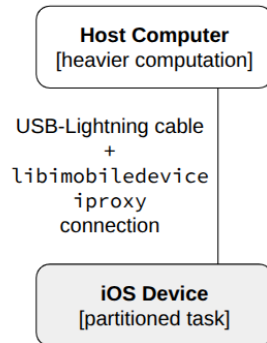 Host Computer
[heavier computation]
USB-Lightning cable
+
libimobiledevice
iproxy
connection
iOS Device
[partitioned task]